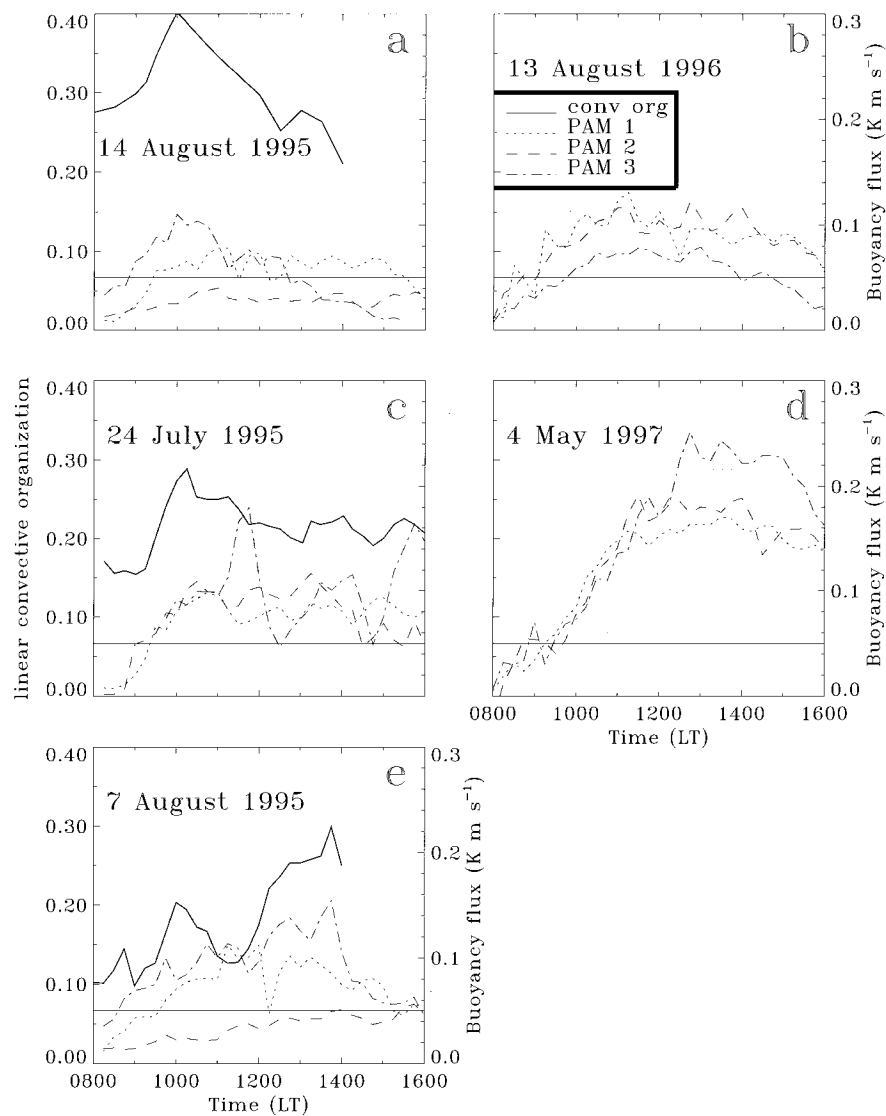 0.40
0.30
0.20
0.10
0.00
a
14 August 1995
b
13 August 1996
conv org
PAM 1
PAM 2
PAM 3
0.3
0.2
0.1
0.0
Buoyancy flux (K m s⁻¹)
linear convective organization
0.40
0.30
0.20
0.10
0.00
c
24 July 1995
d
4 May 1997
0.3
0.2
0.1
0.0
Buoyancy flux (K m s⁻¹)
0800 1000 1200 1400 1600
Time (LT)
0.40
0.30
0.20
0.10
0.00
e
7 August 1995
0.3
0.2
0.1
0.0
Buoyancy flux (K m s⁻¹)
0800 1000 1200 1400 1600
Time (LT)